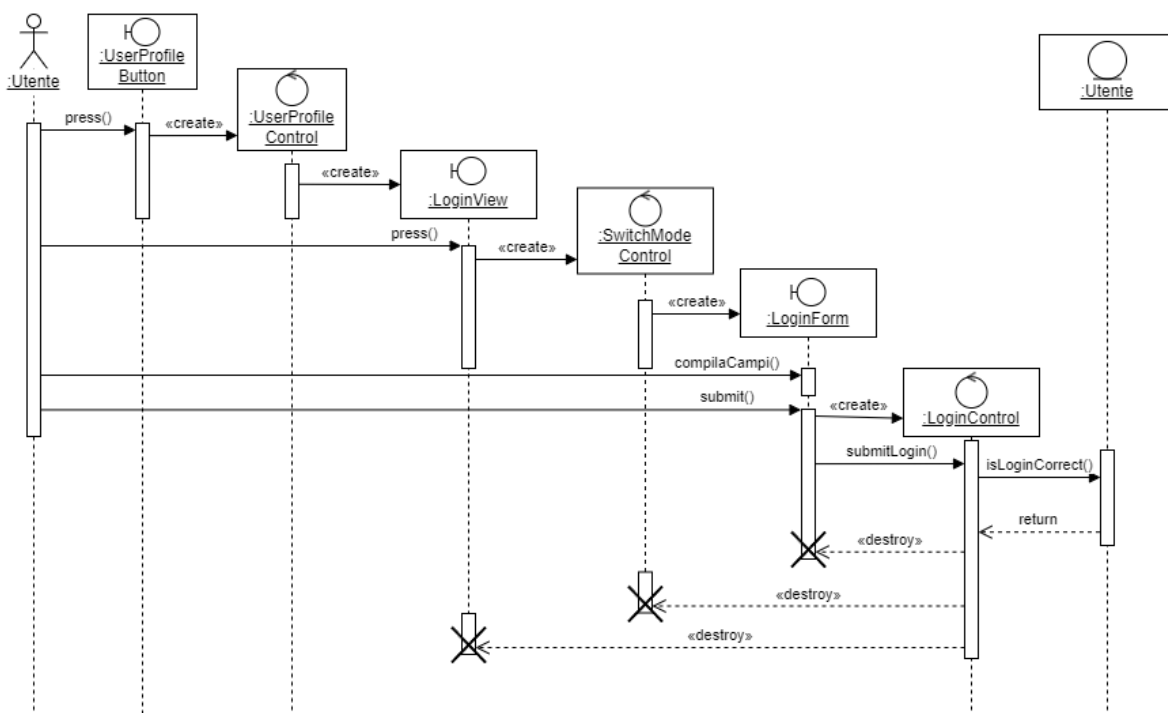 :Utente
:UserProfile
Button
:UserProfile
Control
:LoginView
:SwitchMode
Control
:LoginForm
:LoginControl
:Utente
press()
«create»
«create»
press()
«create»
«create»
compilaCampi()
submit()
«create»
submitLogin()
isLoginCorrect()
return
«destroy»
«destroy»
«destroy»